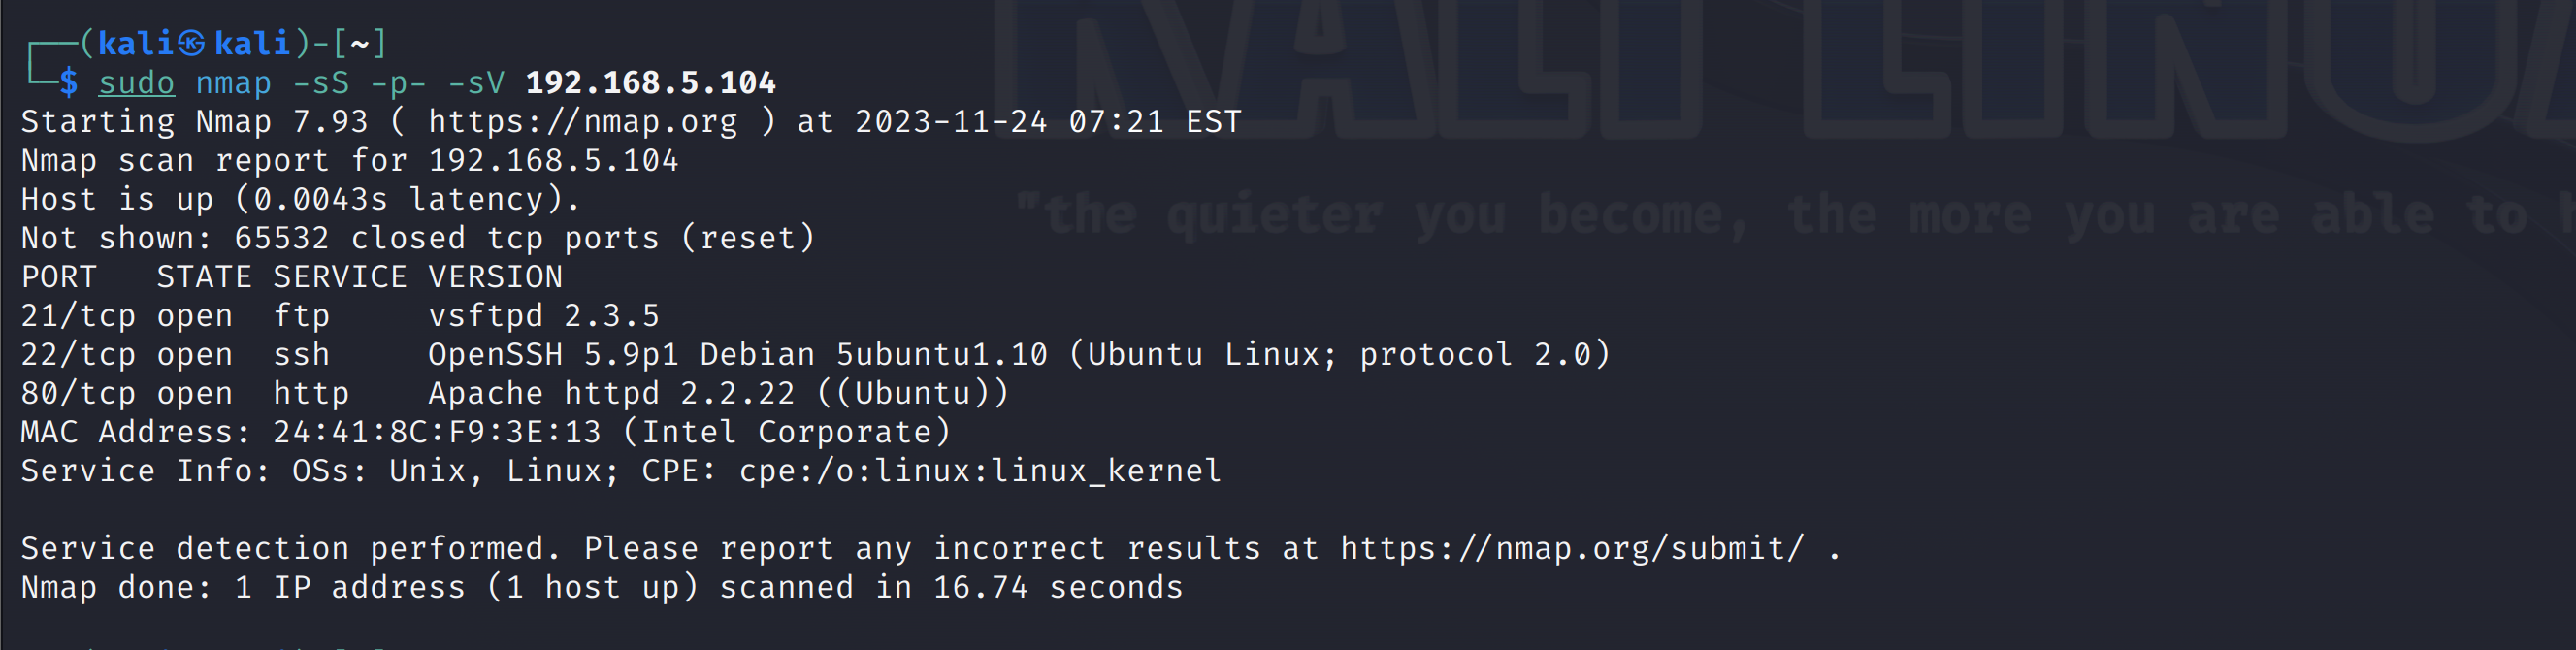 ┌──(kali㉿kali)-[~]
└─$ sudo nmap -sS -p- -sV 192.168.5.104
Starting Nmap 7.93 ( https://nmap.org ) at 2023-11-24 07:21 EST
Nmap scan report for 192.168.5.104
Host is up (0.0043s latency).
Not shown: 65532 closed tcp ports (reset)
PORT   STATE SERVICE VERSION
21/tcp open  ftp     vsftpd 2.3.5
22/tcp open  ssh     OpenSSH 5.9p1 Debian 5ubuntu1.10 (Ubuntu Linux; protocol 2.0)
80/tcp open  http    Apache httpd 2.2.22 ((Ubuntu))
MAC Address: 24:41:8C:F9:3E:13 (Intel Corporate)
Service Info: OSs: Unix, Linux; CPE: cpe:/o:linux:linux_kernel
Service detection performed. Please report any incorrect results at https://nmap.org/submit/ .
Nmap done: 1 IP address (1 host up) scanned in 16.74 seconds
KALI LINUX
"the quieter you become, the more you are able to